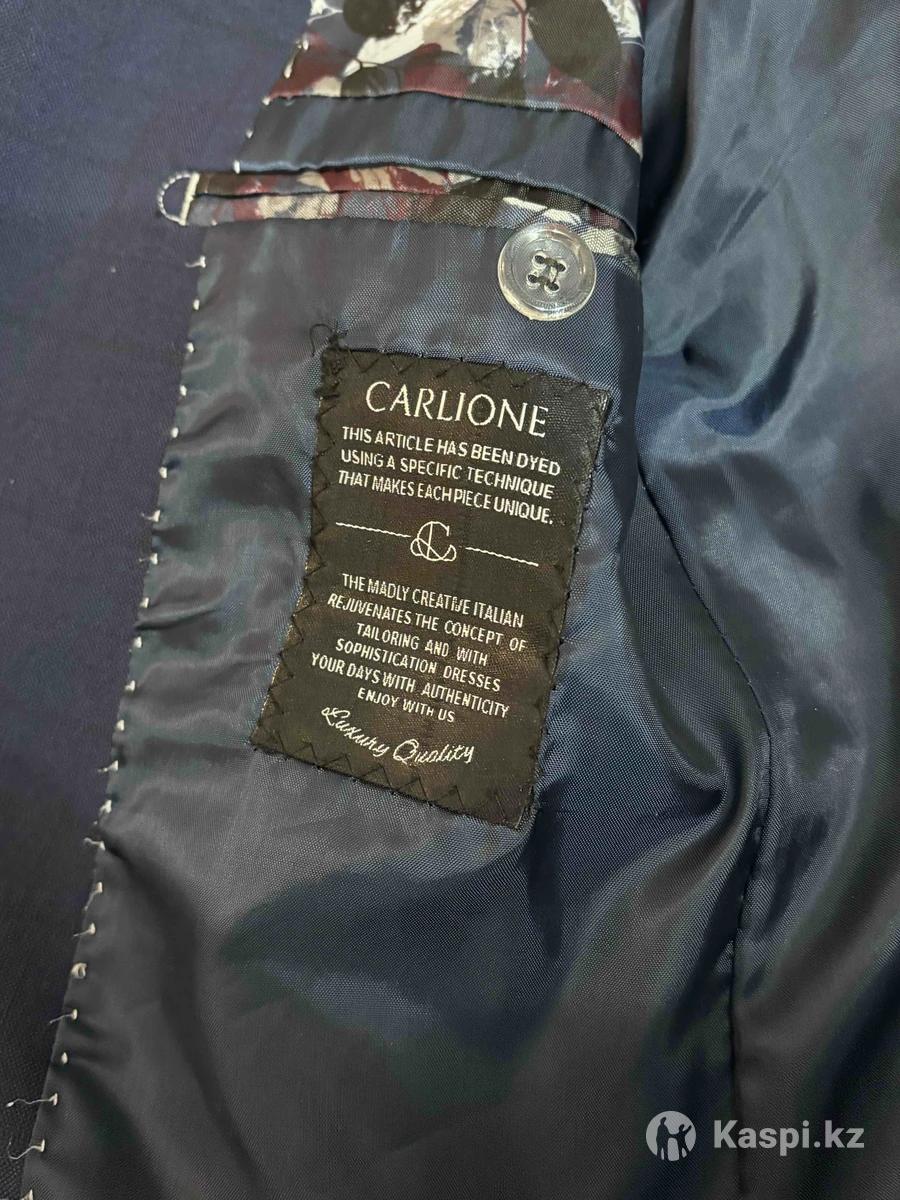 CARLIONE
THIS ARTICLE HAS BEEN DYED
USING A SPECIFIC TECHNIQUE
THAT MAKES EACH PIECE UNIQUE.
THE MADLY CREATIVE ITALIAN
REJUVENATES THE CONCEPT OF
TAILORING AND WITH
SOPHISTICATION DRESSES
YOUR DAYS WITH AUTHENTICITY
ENJOY WITH US
Luxury Quality
Kaspi.kz